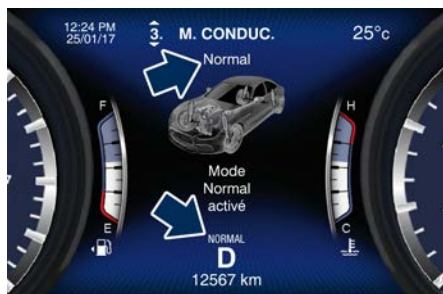 12:24 PM
25/01/17
3. M. CONDUC.
25°c
Normal
F
H
Mode
Normal
activé
E
C
NORMAL
D
12567 km